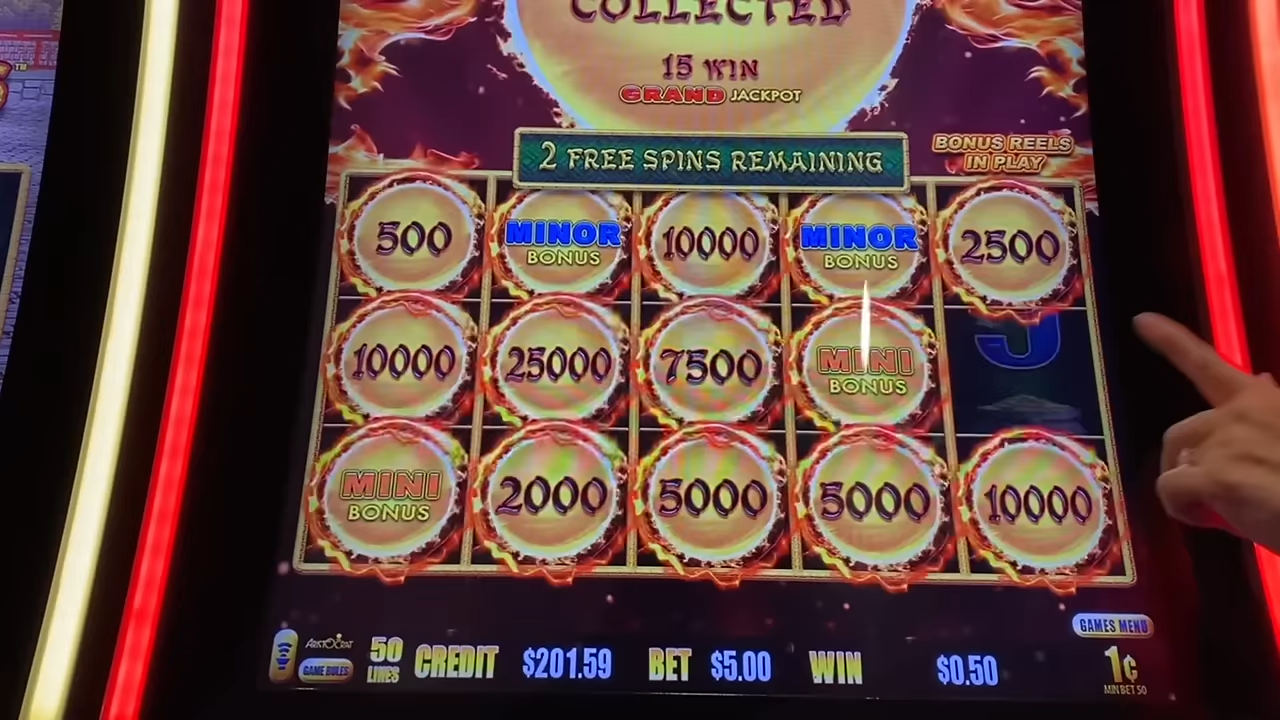 COLLECTED
15 WIN
GRAND JACKPOT
2 FREE SPINS REMAINING
BONUS REELS
IN PLAY
500
MINOR
BONUS
10000
MINOR
BONUS
2500
10000
25000
7500
MINI
BONUS
J
MINI
BONUS
2000
5000
5000
10000
GAMES MENU
ARISTOCRAT
GAME RULES
50
LINES
CREDIT $201.59 BET $5.00 WIN $0.50
1¢
MIN BET 50
TM